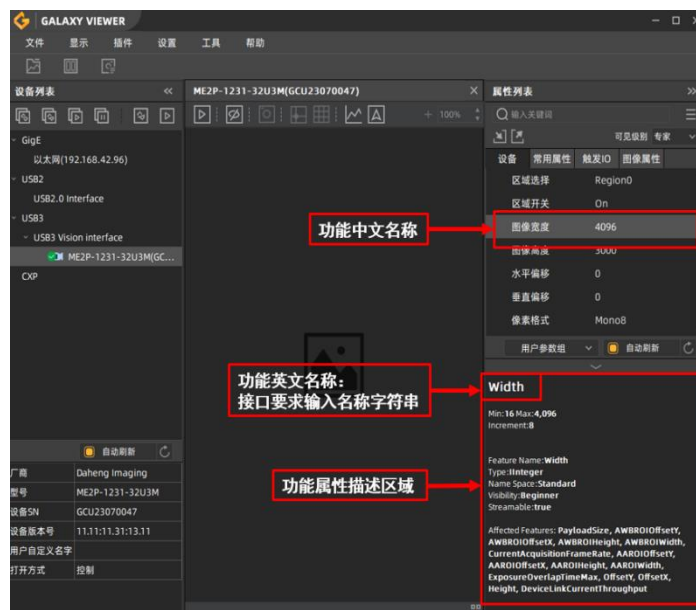 GALAXY VIEWER
文件 显示 插件 设置 工具 帮助
设备列表
GigE
以太网(192.168.42.96)
USB2
USB2.0 Interface
USB3
USB3 Vision interface
ME2P-1231-32U3M(GC...
CXP
自动刷新
厂商 Daheng Imaging
型号 ME2P-1231-32U3M
设备SN GCU23070047
设备版本号 11.11:11.31:13.11
用户自定义名字
打开方式 控制
ME2P-1231-32U3M(GCU23070047)
100%
功能中文名称
功能英文名称：
接口要求输入名称字符串
功能属性描述区域
属性列表
输入关键词
可见级别 专家
设备 常用属性 触发IO 图像属性
区域选择 Region0
区域开关 On
图像宽度 4096
图像高度 3000
水平偏移 0
垂直偏移 0
像素格式 Mono8
用户参数组 自动刷新
Width
Min:16 Max:4,096
Increment:8
Feature Name:Width
Type:IInteger
Name Space:Standard
Visibility:Beginner
Streamable:true
Affected Features: PayloadSize, AWBROIOffsetY,
AWBROIOffsetX, AWBROIHeight, AWBROIWidth,
CurrentAcquisitionFrameRate, AAROIOffsetY,
AAROIOffsetX, AAROIHeight, AAROIWidth,
ExposureOverlapTimeMax, OffsetY, OffsetX,
Height, DeviceLinkCurrentThroughput